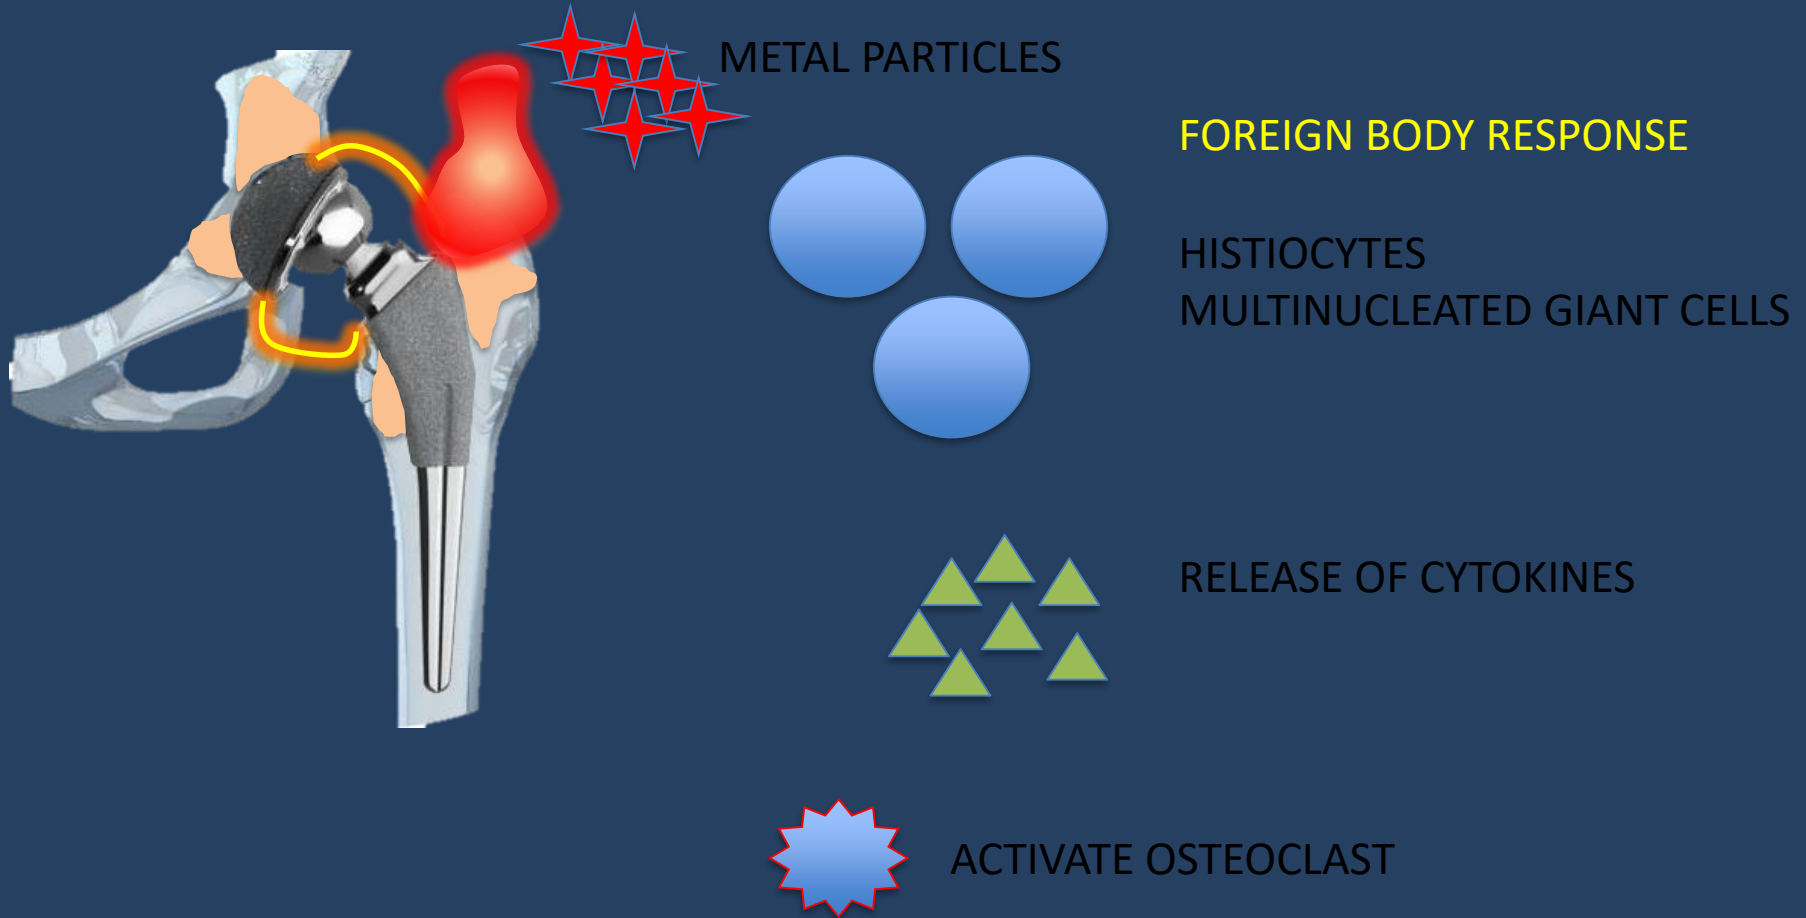 METAL PARTICLES
FOREIGN BODY RESPONSE
HISTIOCYTES
MULTINUCLEATED GIANT CELLS
RELEASE OF CYTOKINES
ACTIVATE OSTEOCLAST